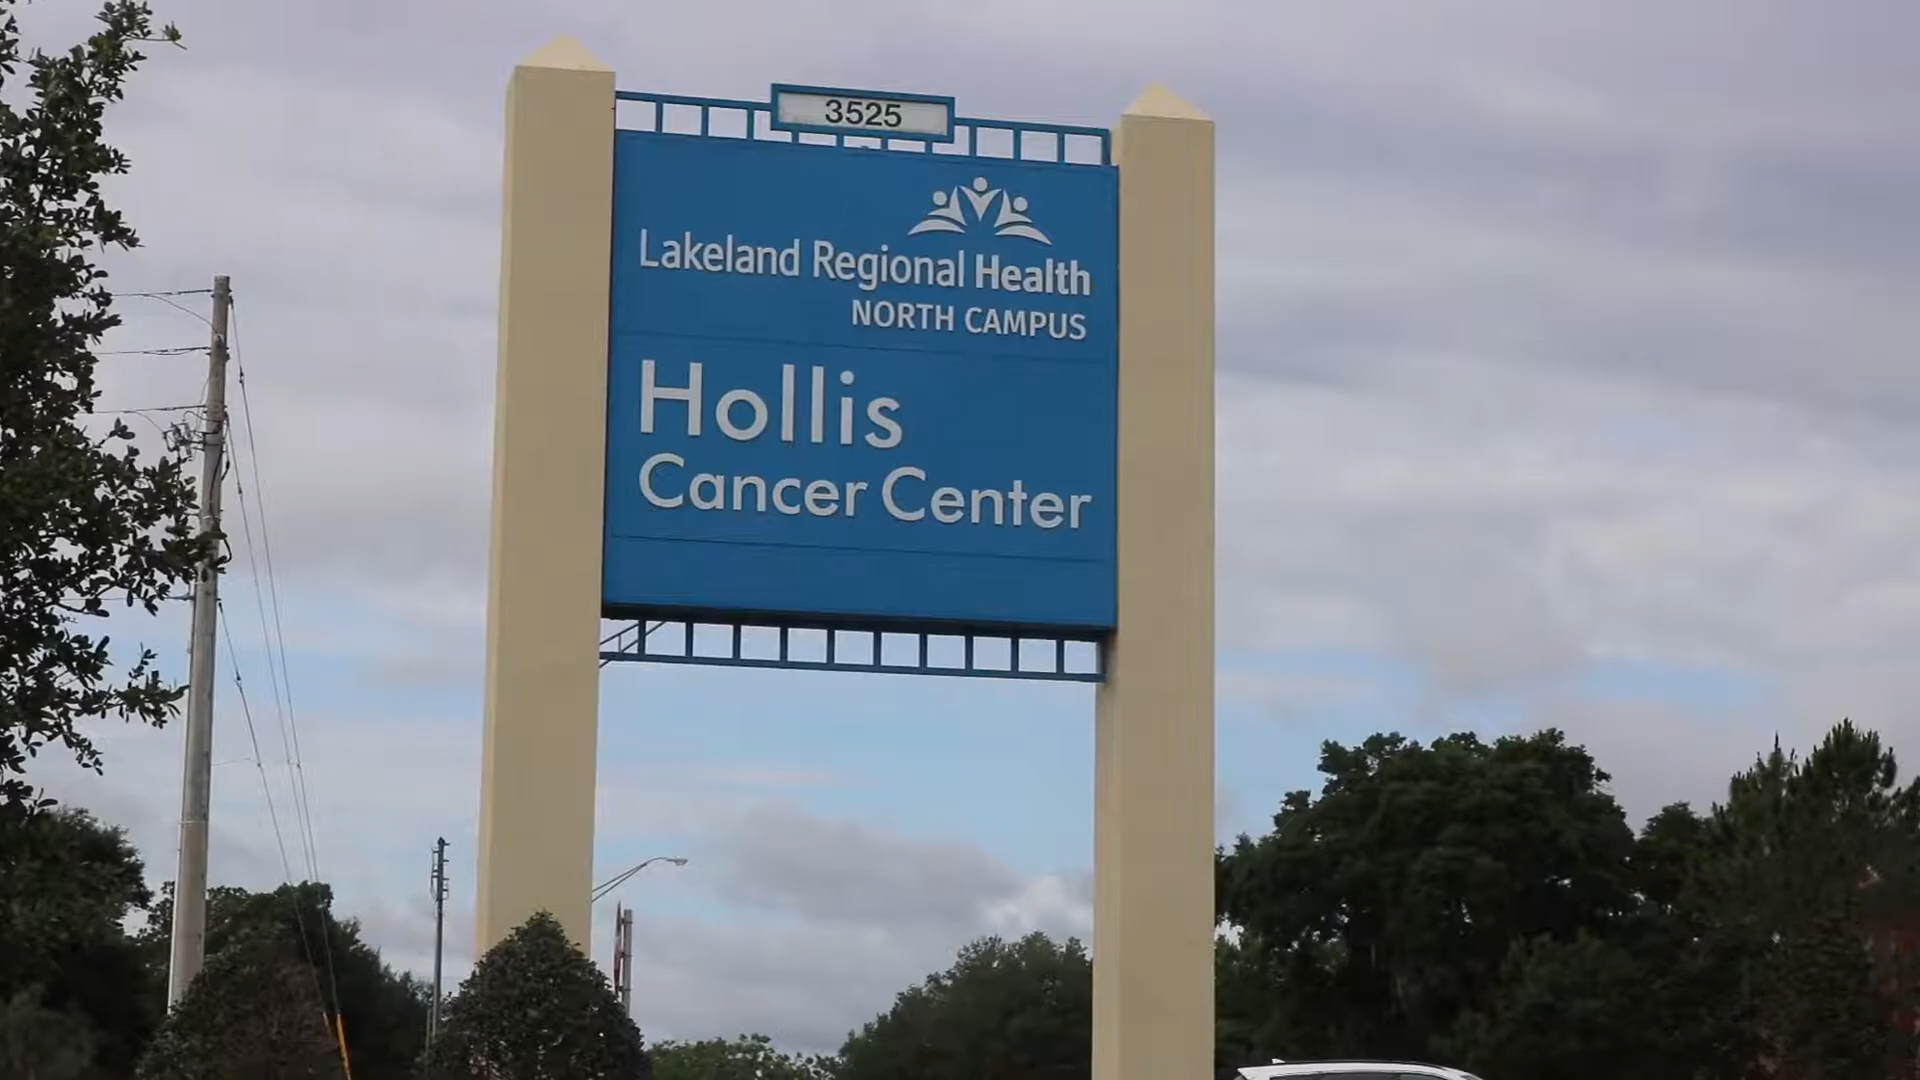 3525
Lakeland Regional Health
NORTH CAMPUS
Hollis
Cancer Center